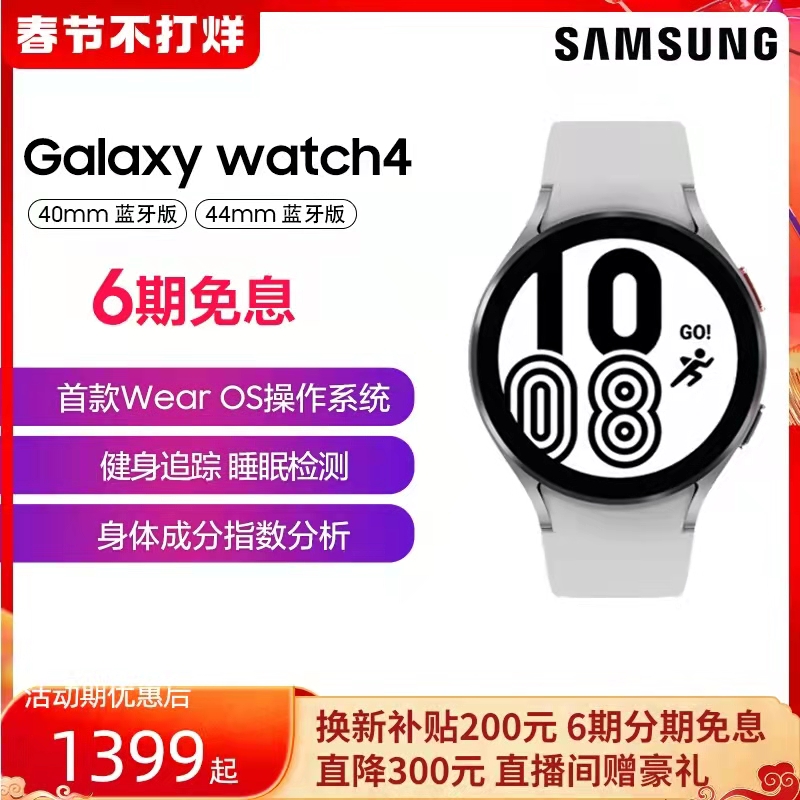 春节不打烊
SAMSUNG
Galaxy watch4
40mm 蓝牙版 44mm 蓝牙版
6期免息
10
GO!
08
首款Wear OS操作系统
健身追踪 睡眠检测
身体成分指数分析
活动期优惠后
1399起
换新补贴200元 6期分期免息
直降300元 直播间赠豪礼